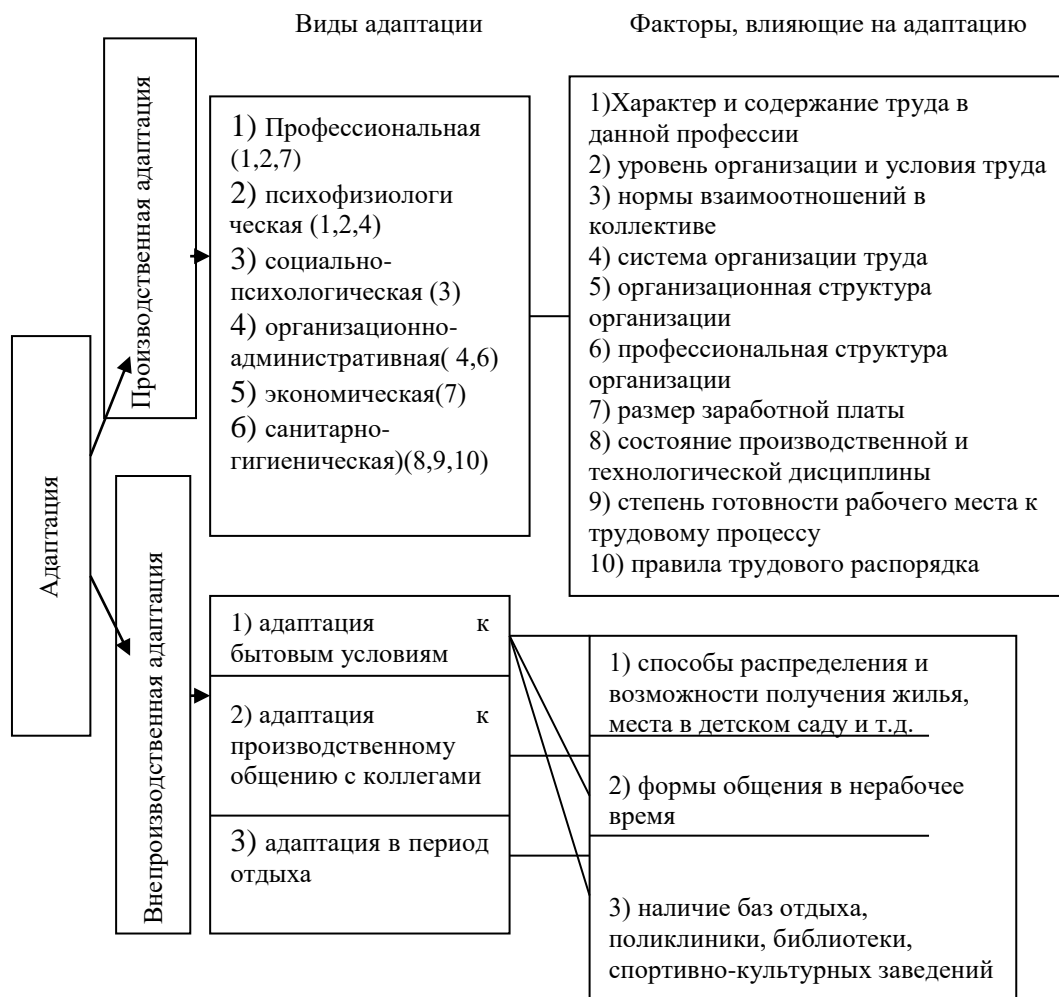 Виды адаптации
Факторы, влияющие на адаптацию
Адаптация
Производственная адаптация
1) Профессиональная
(1,2,7)
2) психофизиологи
ческая (1,2,4)
3) социально-
психологическая (3)
4) организационно-
административная( 4,6)
5) экономическая(7)
6) санитарно-
гигиеническая)(8,9,10)
1)Характер и содержание труда в
данной профессии
2) уровень организации и условия труда
3) нормы взаимоотношений в
коллективе
4) система организации труда
5) организационная структура
организации
6) профессиональная структура
организации
7) размер заработной платы
8) состояние производственной и
технологической дисциплины
9) степень готовности рабочего места к
трудовому процессу
10) правила трудового распорядка
Внепроизводственная адаптация
1) адаптация к
бытовым условиям
2) адаптация к
производственному
общению с коллегами
3) адаптация в период
отдыха
1) способы распределения и
возможности получения жилья,
места в детском саду и т.д.
2) формы общения в нерабочее
время
3) наличие баз отдыха,
поликлиники, библиотеки,
спортивно-культурных заведений